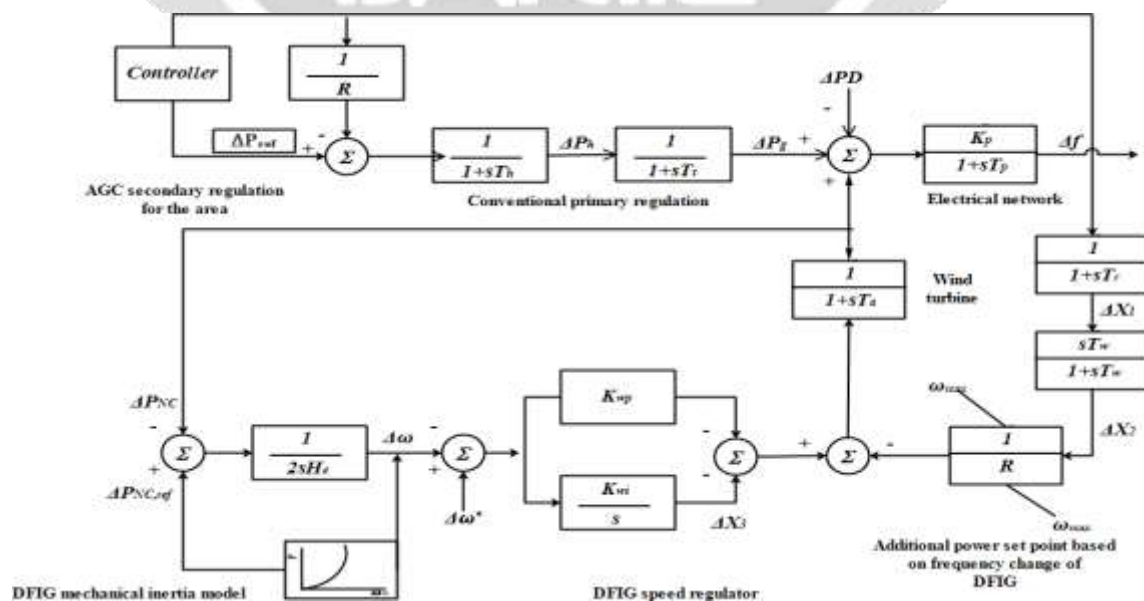 Controller
1
R
ΔPD
-
ΔPref
+
-
Σ
1
1+sTh
ΔPh
1
1+sTt
ΔPg
+
Σ
+
Kp
1+sTp
Δf
AGC secondary regulation
for the area
Conventional primary regulation
Electrical network
1
1+sTa
Wind
turbine
1
1+sTr
ΔX1
sTw
1+sTw
ΔX2
ΔPNC
-
Σ
+
ΔPNC,ref
1
2sHe
Δω
-
Σ
+
Δω*
Kwp
Kwi
s
-
Σ
-
ΔX3
+
Σ
-
1
R
Additional power set point based
on frequency change of
DFIG
P
DFIG mechanical inertia model
DFIG speed regulator